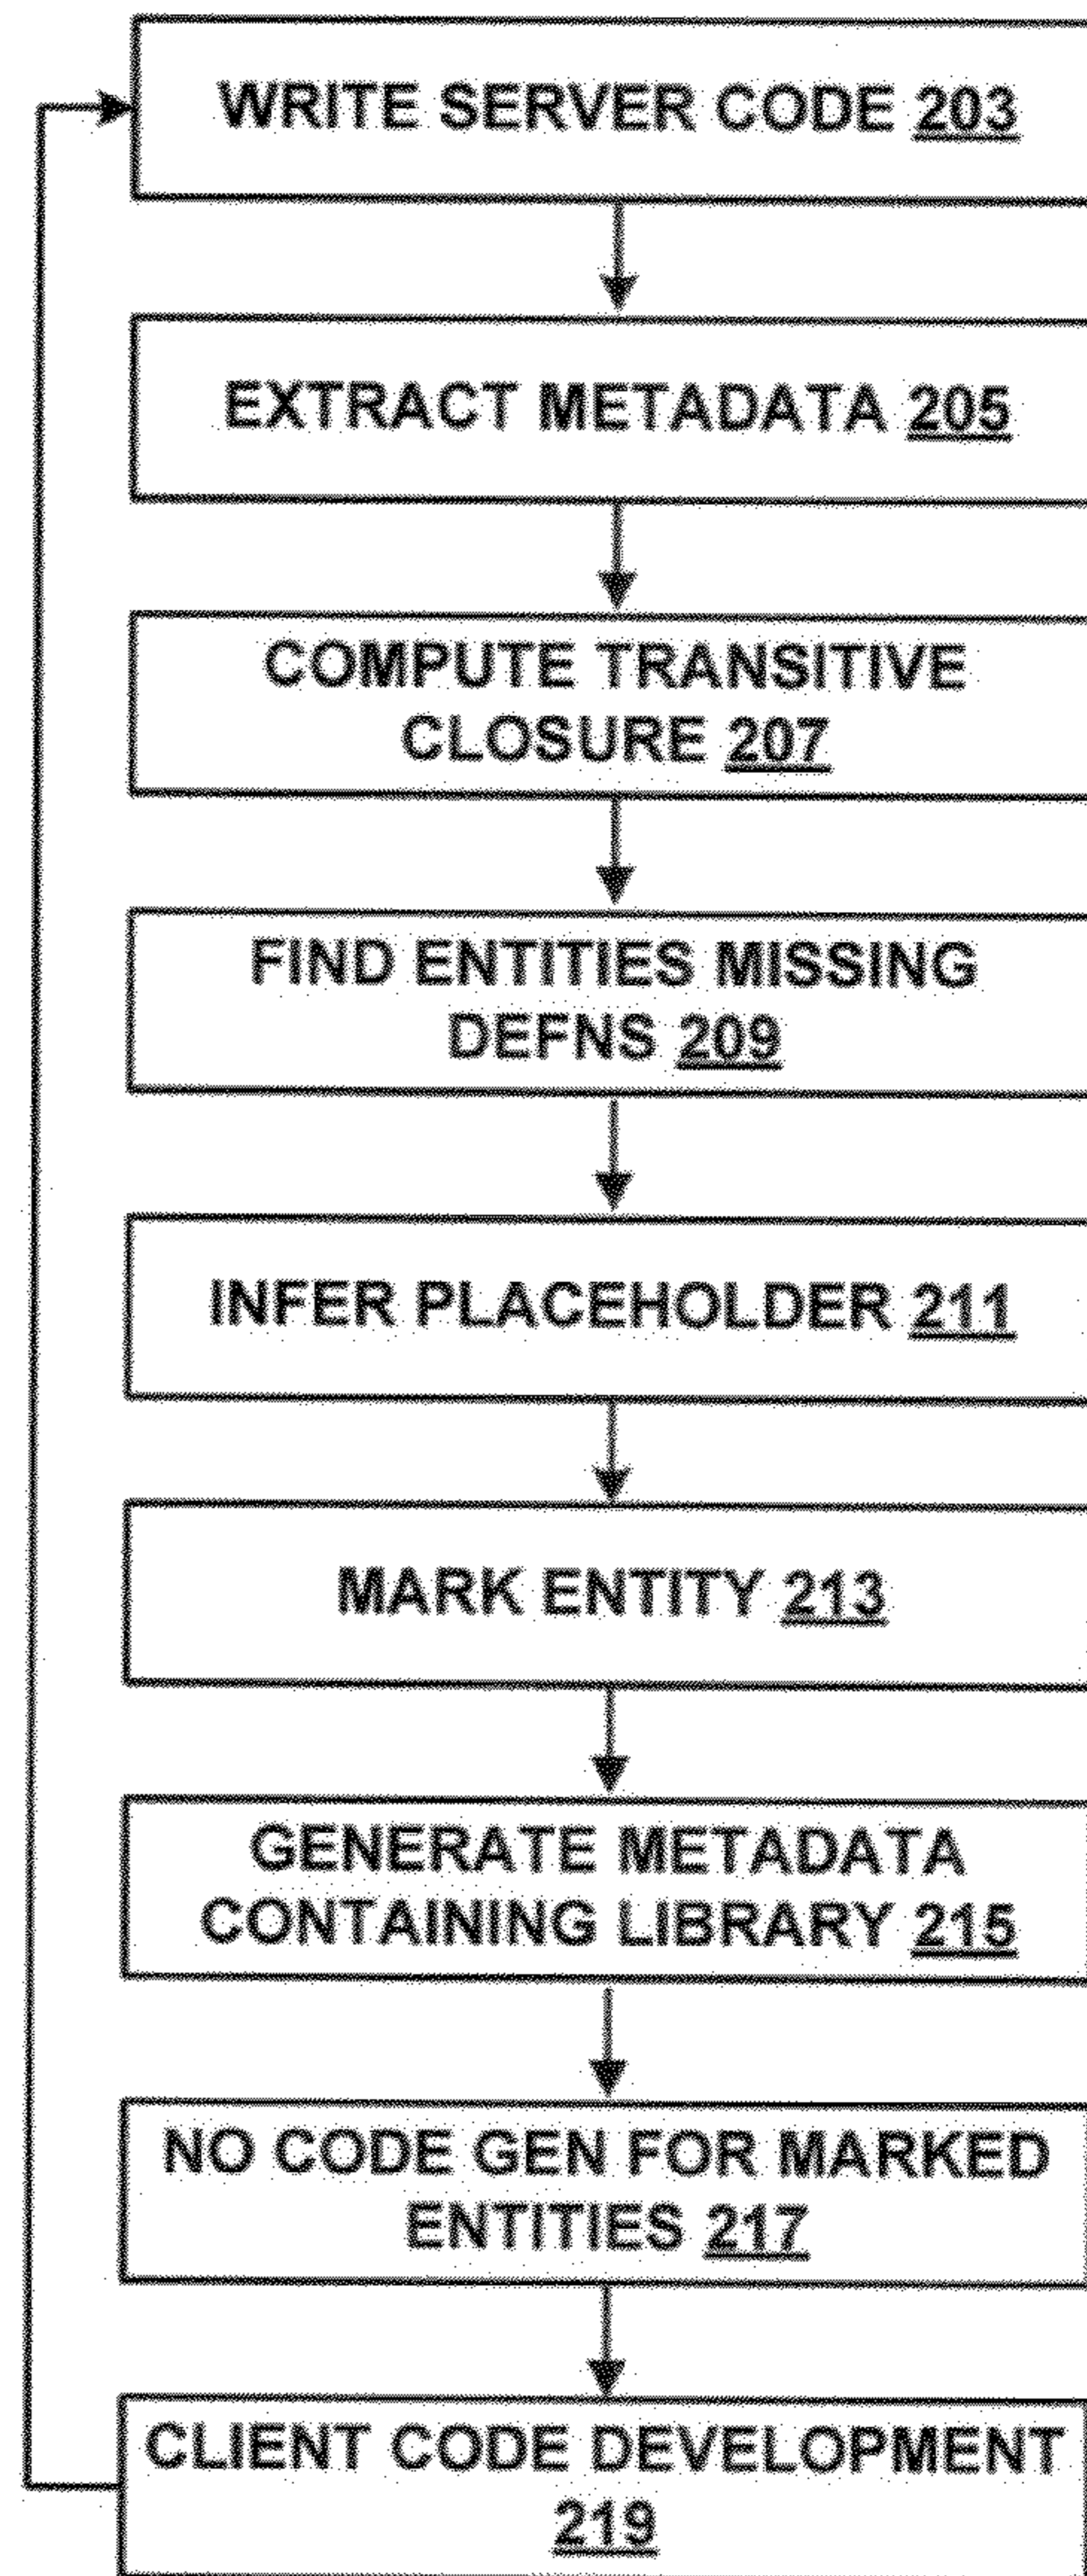 WRITE SERVER CODE 203
EXTRACT METADATA 205
COMPUTE TRANSITIVE
CLOSURE 207
FIND ENTITIES MISSING
DEFNS 209
INFER PLACEHOLDER 211
MARK ENTITY 213
GENERATE METADATA
CONTAINING LIBRARY 215
NO CODE GEN FOR MARKED
ENTITIES 217
CLIENT CODE DEVELOPMENT
219